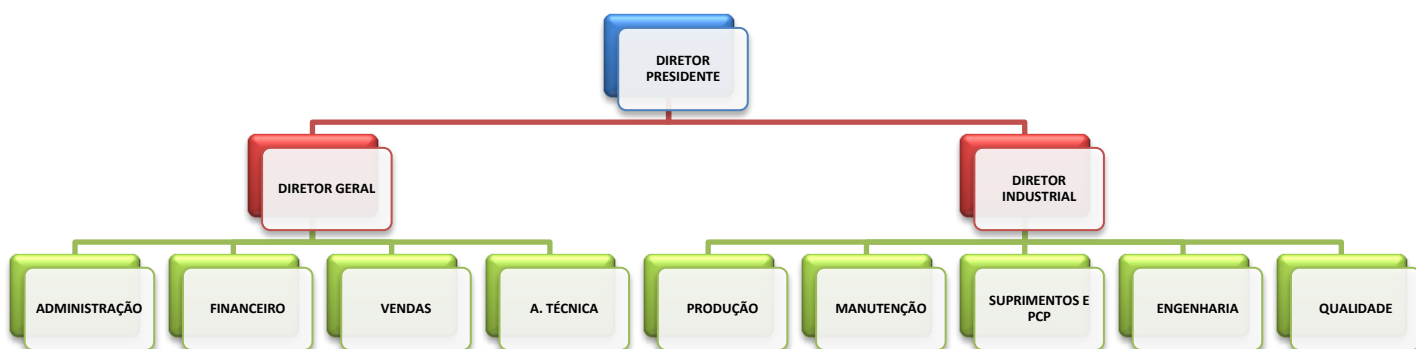 DIRETOR
PRESIDENTE
DIRETOR GERAL
DIRETOR
INDUSTRIAL
ADMINISTRAÇÃO
FINANCEIRO
VENDAS
A. TÉCNICA
PRODUÇÃO
MANUTENÇÃO
SUPRIMENTOS E
PCP
ENGENHARIA
QUALIDADE